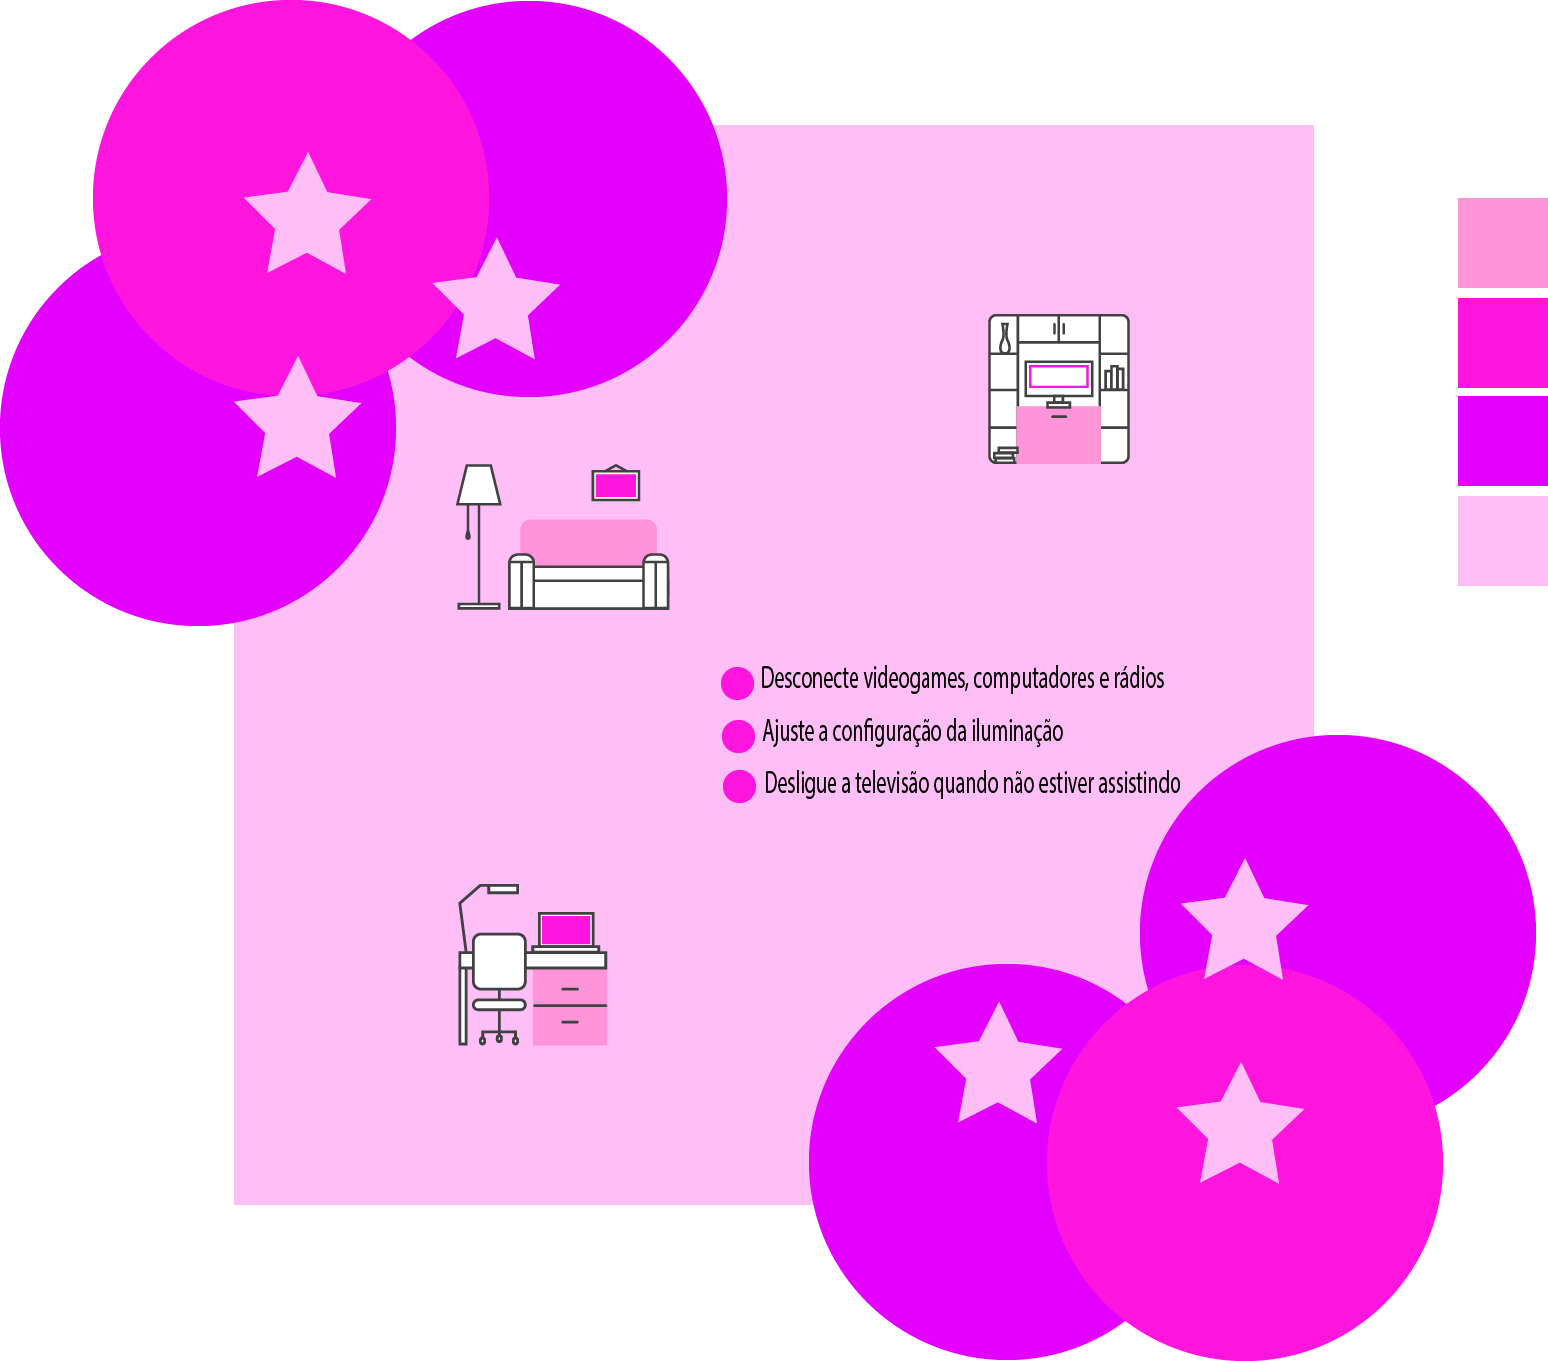 Desconecte videogames, computadores e rádios
Ajuste a configuração da iluminação
Desligue a televisão quando não estiver assistindo